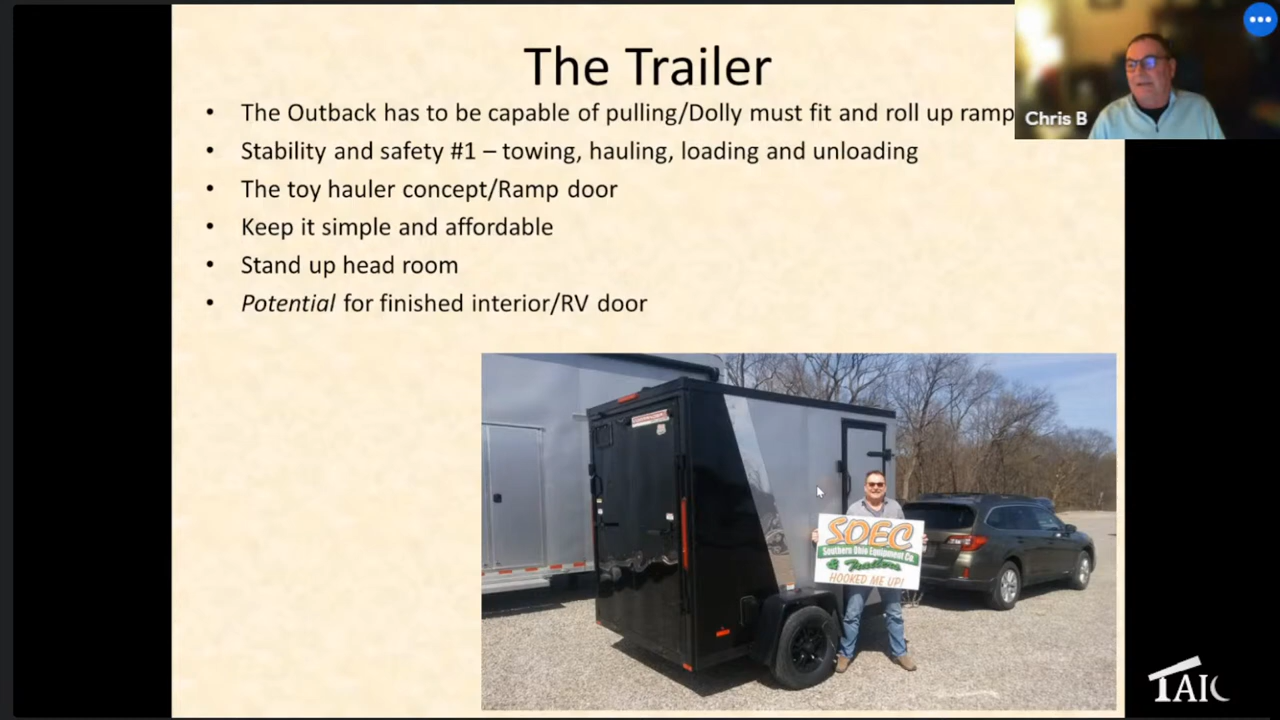 The Trailer
• The Outback has to be capable of pulling/Dolly must fit and roll up ramp
• Stability and safety #1 – towing, hauling, loading and unloading
• The toy hauler concept/Ramp door
• Keep it simple and affordable
• Stand up head room
• Potential for finished interior/RV door
Chris B
SOEC
Southern Ohio Equipment Co.
& Trailers
HOOKED ME UP!
TAIC